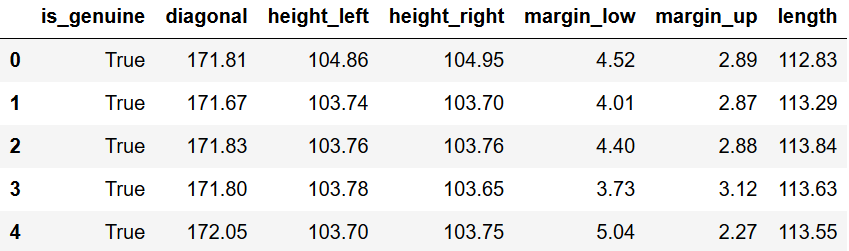 is_genuine diagonal height_left height_right margin_low margin_up length
0 True 171.81 104.86 104.95 4.52 2.89 112.83
1 True 171.67 103.74 103.70 4.01 2.87 113.29
2 True 171.83 103.76 103.76 4.40 2.88 113.84
3 True 171.80 103.78 103.65 3.73 3.12 113.63
4 True 172.05 103.70 103.75 5.04 2.27 113.55